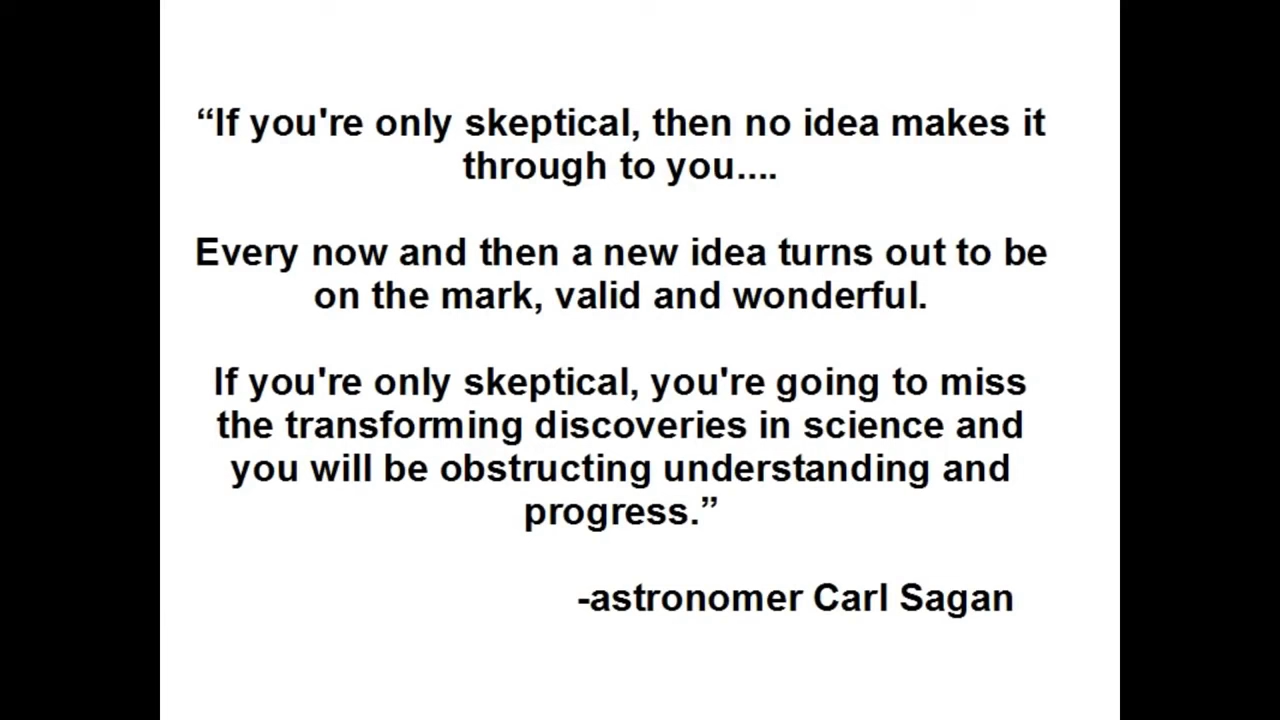 “If you're only skeptical, then no idea makes it
through to you....
Every now and then a new idea turns out to be
on the mark, valid and wonderful.
If you're only skeptical, you're going to miss
the transforming discoveries in science and
you will be obstructing understanding and
progress.”
-astronomer Carl Sagan